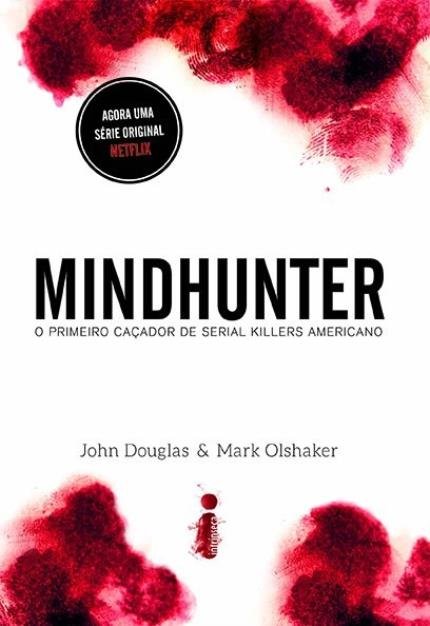 AGORA UMA
SÉRIE ORIGINAL
NETFLIX
MINDHUNTER
O PRIMEIRO CAÇADOR DE SERIAL KILLERS AMERICANO
John Douglas & Mark Olshaker
intrínseca